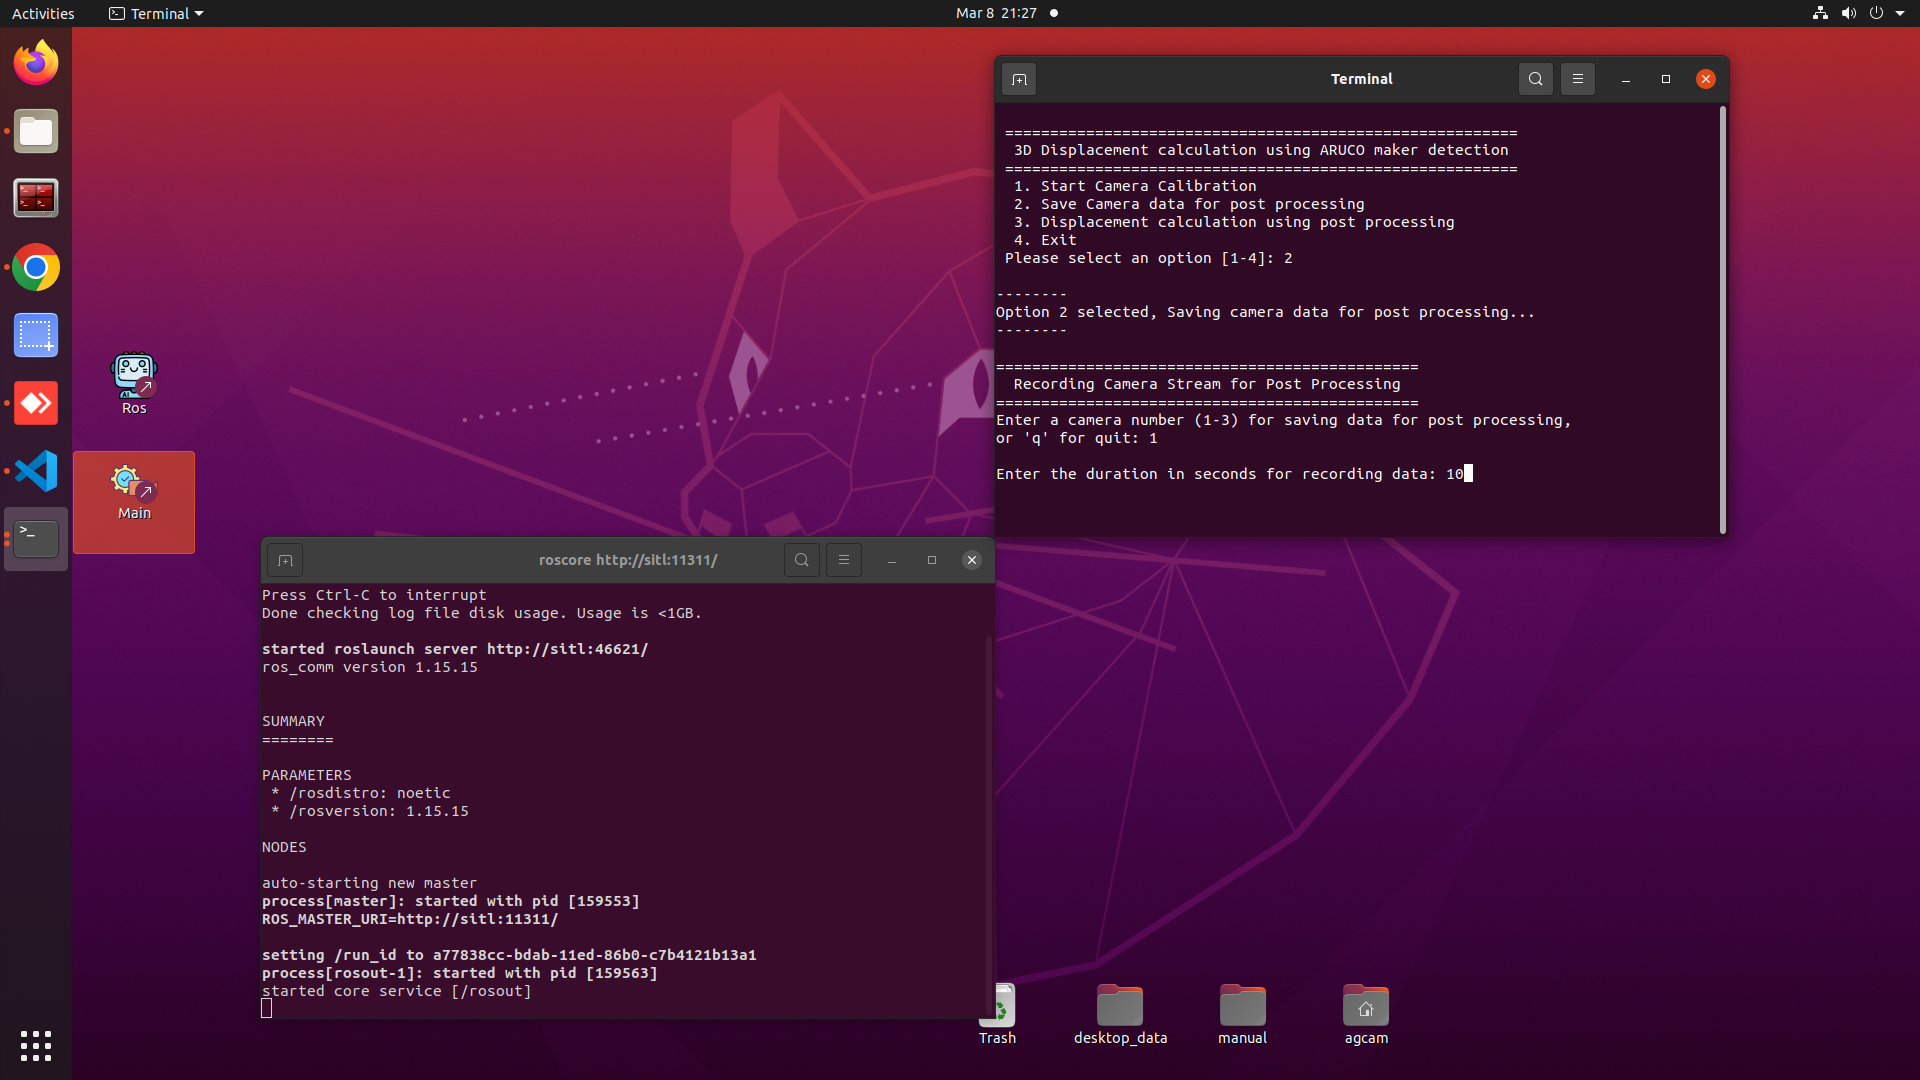 Activities
Terminal
Mar 8 21:27
Terminal
=========================================================
3D Displacement calculation using ARUCO maker detection
=========================================================
1. Start Camera Calibration
2. Save Camera data for post processing
3. Displacement calculation using post processing
4. Exit
Please select an option [1-4]: 2
--------
Option 2 selected, Saving camera data for post processing...
--------
===============================================
Recording Camera Stream for Post Processing
===============================================
Enter a camera number (1-3) for saving data for post processing,
or 'q' for quit: 1
Enter the duration in seconds for recording data: 10
AI
Ros
Main
roscore http://sitl:11311/
Press Ctrl-C to interrupt
Done checking log file disk usage. Usage is <1GB.
started roslaunch server http://sitl:46621/
ros_comm version 1.15.15
SUMMARY
========
PARAMETERS
* /rosdistro: noetic
* /rosversion: 1.15.15
NODES
auto-starting new master
process[master]: started with pid [159553]
ROS_MASTER_URI=http://sitl:11311/
setting /run_id to a77838cc-bdab-11ed-86b0-c7b4121b13a1
process[rosout-1]: started with pid [159563]
started core service [/rosout]
Trash
desktop_data
manual
agcam